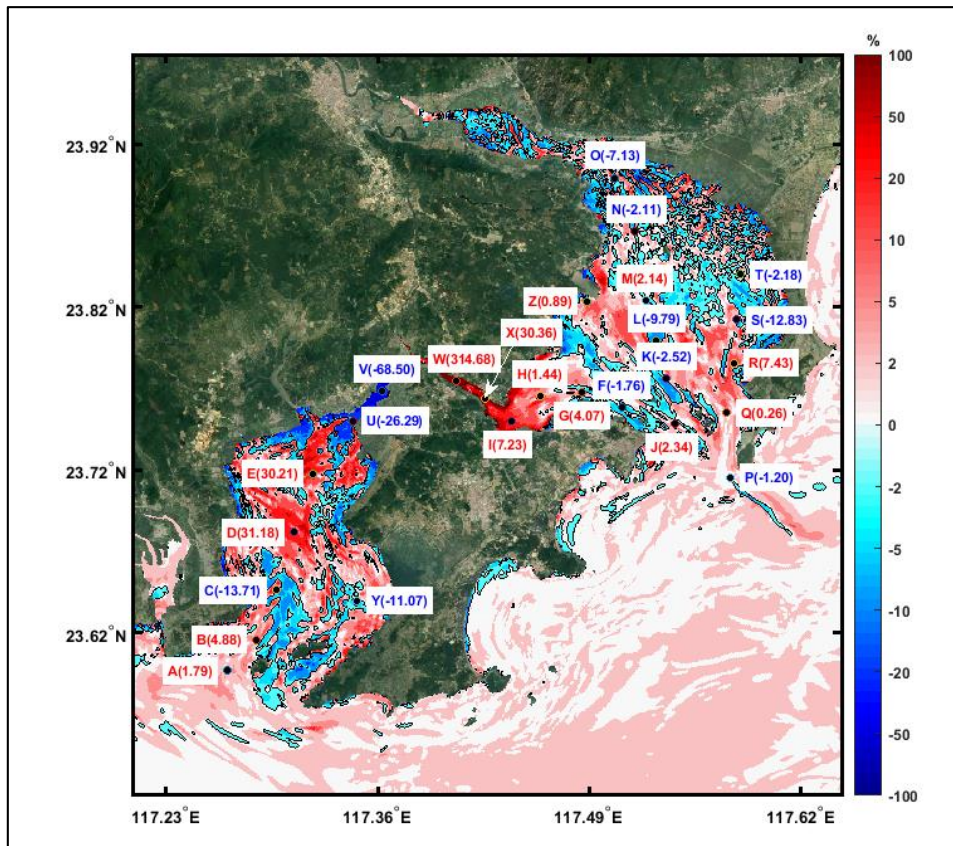 %
100
50
20
10
5
2
0
-2
-5
-10
-20
-50
-100
23.92°N
23.82°N
23.72°N
23.62°N
117.23°E
117.36°E
117.49°E
117.62°E
O(-7.13)
N(-2.11)
T(-2.18)
M(2.14)
Z(0.89)
L(-9.79)
S(-12.83)
X(30.36)
W(314.68)
K(-2.52)
R(7.43)
V(-68.50)
H(1.44)
F(-1.76)
G(4.07)
Q(0.26)
U(-26.29)
I(7.23)
J(2.34)
E(30.21)
P(-1.20)
D(31.18)
C(-13.71)
Y(-11.07)
B(4.88)
A(1.79)